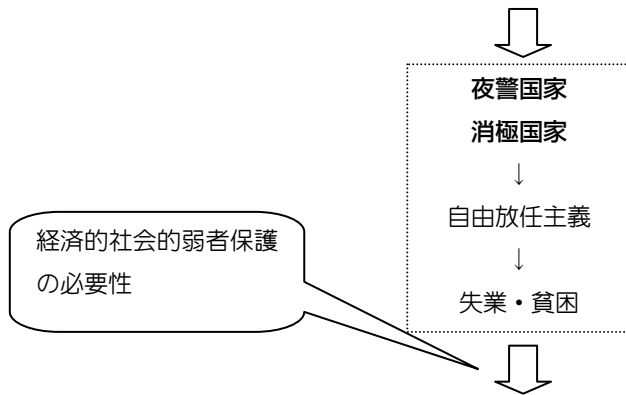 夜警国家
消極国家
↓
自由放任主義
↓
失業・貧困
経済的社会的弱者保護
の必要性